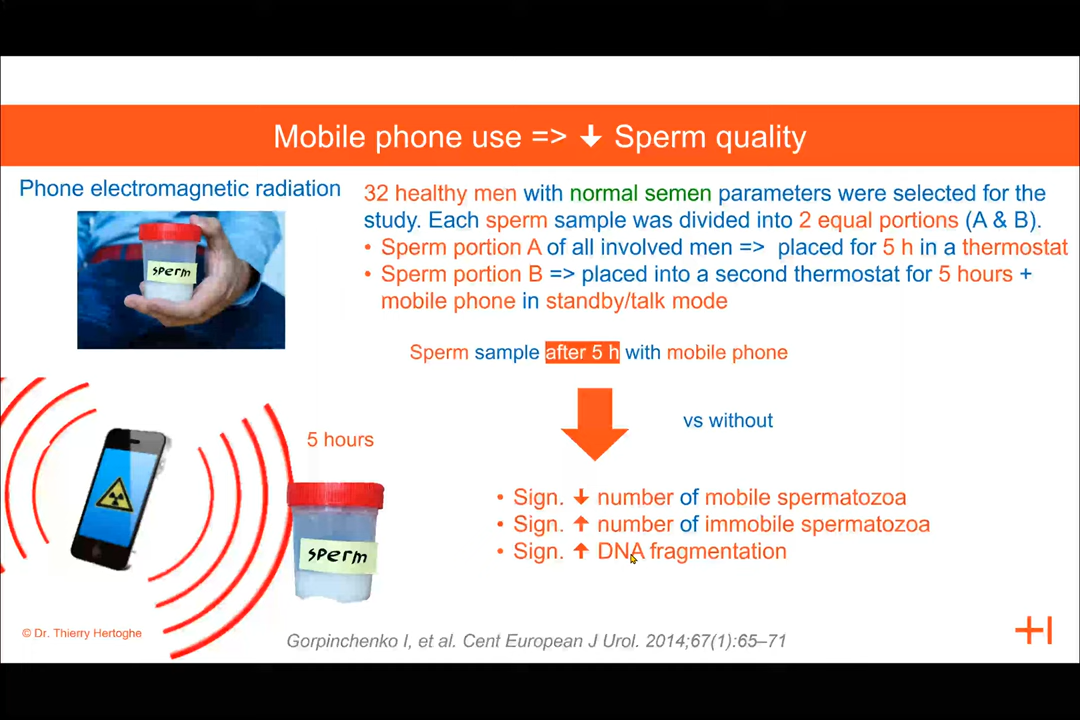 Mobile phone use => ↓ Sperm quality
Phone electromagnetic radiation
32 healthy men with normal semen parameters were selected for the
study. Each sperm sample was divided into 2 equal portions (A & B).
• Sperm portion A of all involved men => placed for 5 h in a thermostat
• Sperm portion B => placed into a second thermostat for 5 hours +
mobile phone in standby/talk mode
sperm
Sperm sample after 5 h with mobile phone
vs without
5 hours
sperm
• Sign. ↓ number of mobile spermatozoa
• Sign. ↑ number of immobile spermatozoa
• Sign. ↑ DNA fragmentation
© Dr. Thierry Hertoghe
Gorpinchenko I, et al. Cent European J Urol. 2014;67(1):65–71